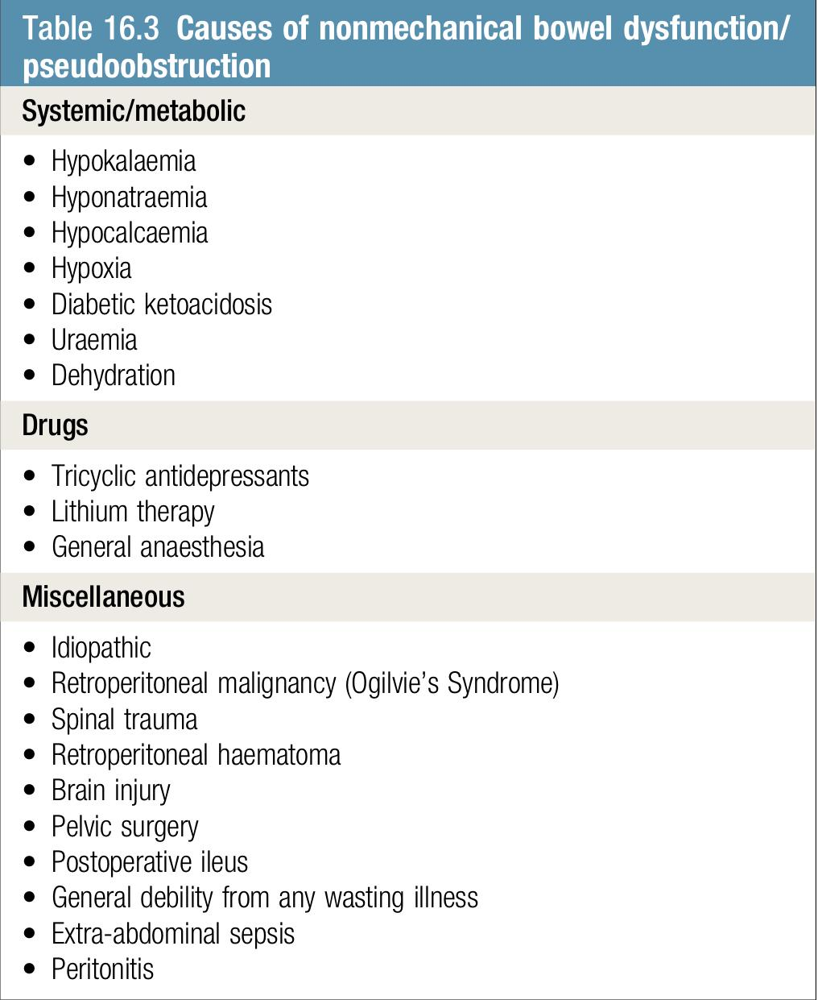 Table 16.3 Causes of nonmechanical bowel dysfunction/
pseudoobstruction
Systemic/metabolic
• Hypokalaemia
• Hyponatraemia
• Hypocalcaemia
• Hypoxia
• Diabetic ketoacidosis
• Uraemia
• Dehydration
Drugs
• Tricyclic antidepressants
• Lithium therapy
• General anaesthesia
Miscellaneous
• Idiopathic
• Retroperitoneal malignancy (Ogilvie’s Syndrome)
• Spinal trauma
• Retroperitoneal haematoma
• Brain injury
• Pelvic surgery
• Postoperative ileus
• General debility from any wasting illness
• Extra-abdominal sepsis
• Peritonitis